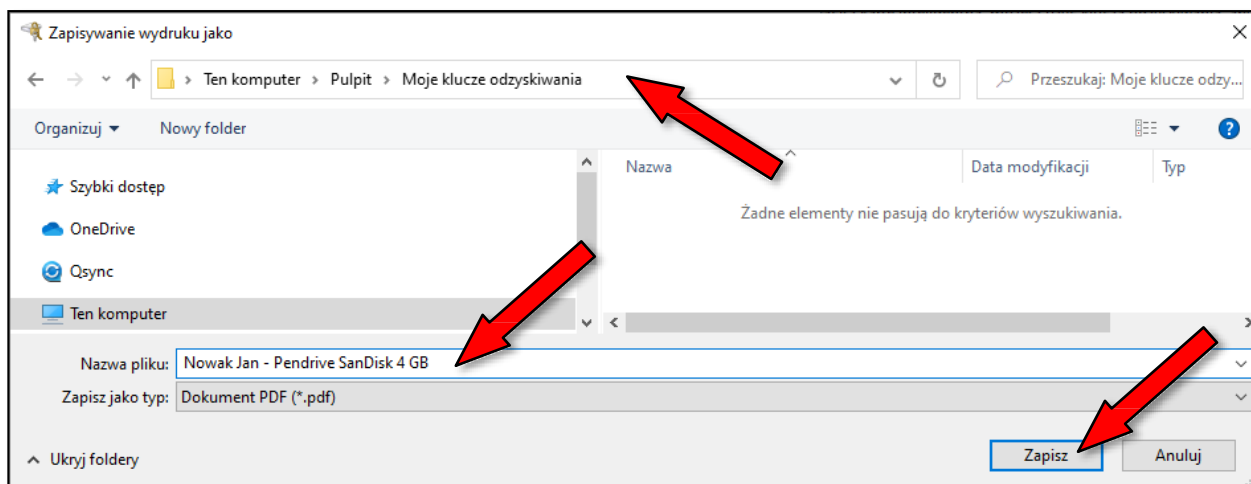 Zapisywanie wydruku jako
Ten komputer > Pulpit > Moje klucze odzyskiwania
Przeszukaj: Moje klucze odzy...
Organizuj Nowy folder
Nazwa Data modyfikacji Typ
Szybki dostęp
Żadne elementy nie pasują do kryteriów wyszukiwania.
OneDrive
Qsync
Ten komputer
Nazwa pliku: Nowak Jan - Pendrive SanDisk 4 GB
Zapisz jako typ: Dokument PDF (*.pdf)
Ukryj foldery
Zapisz Anuluj